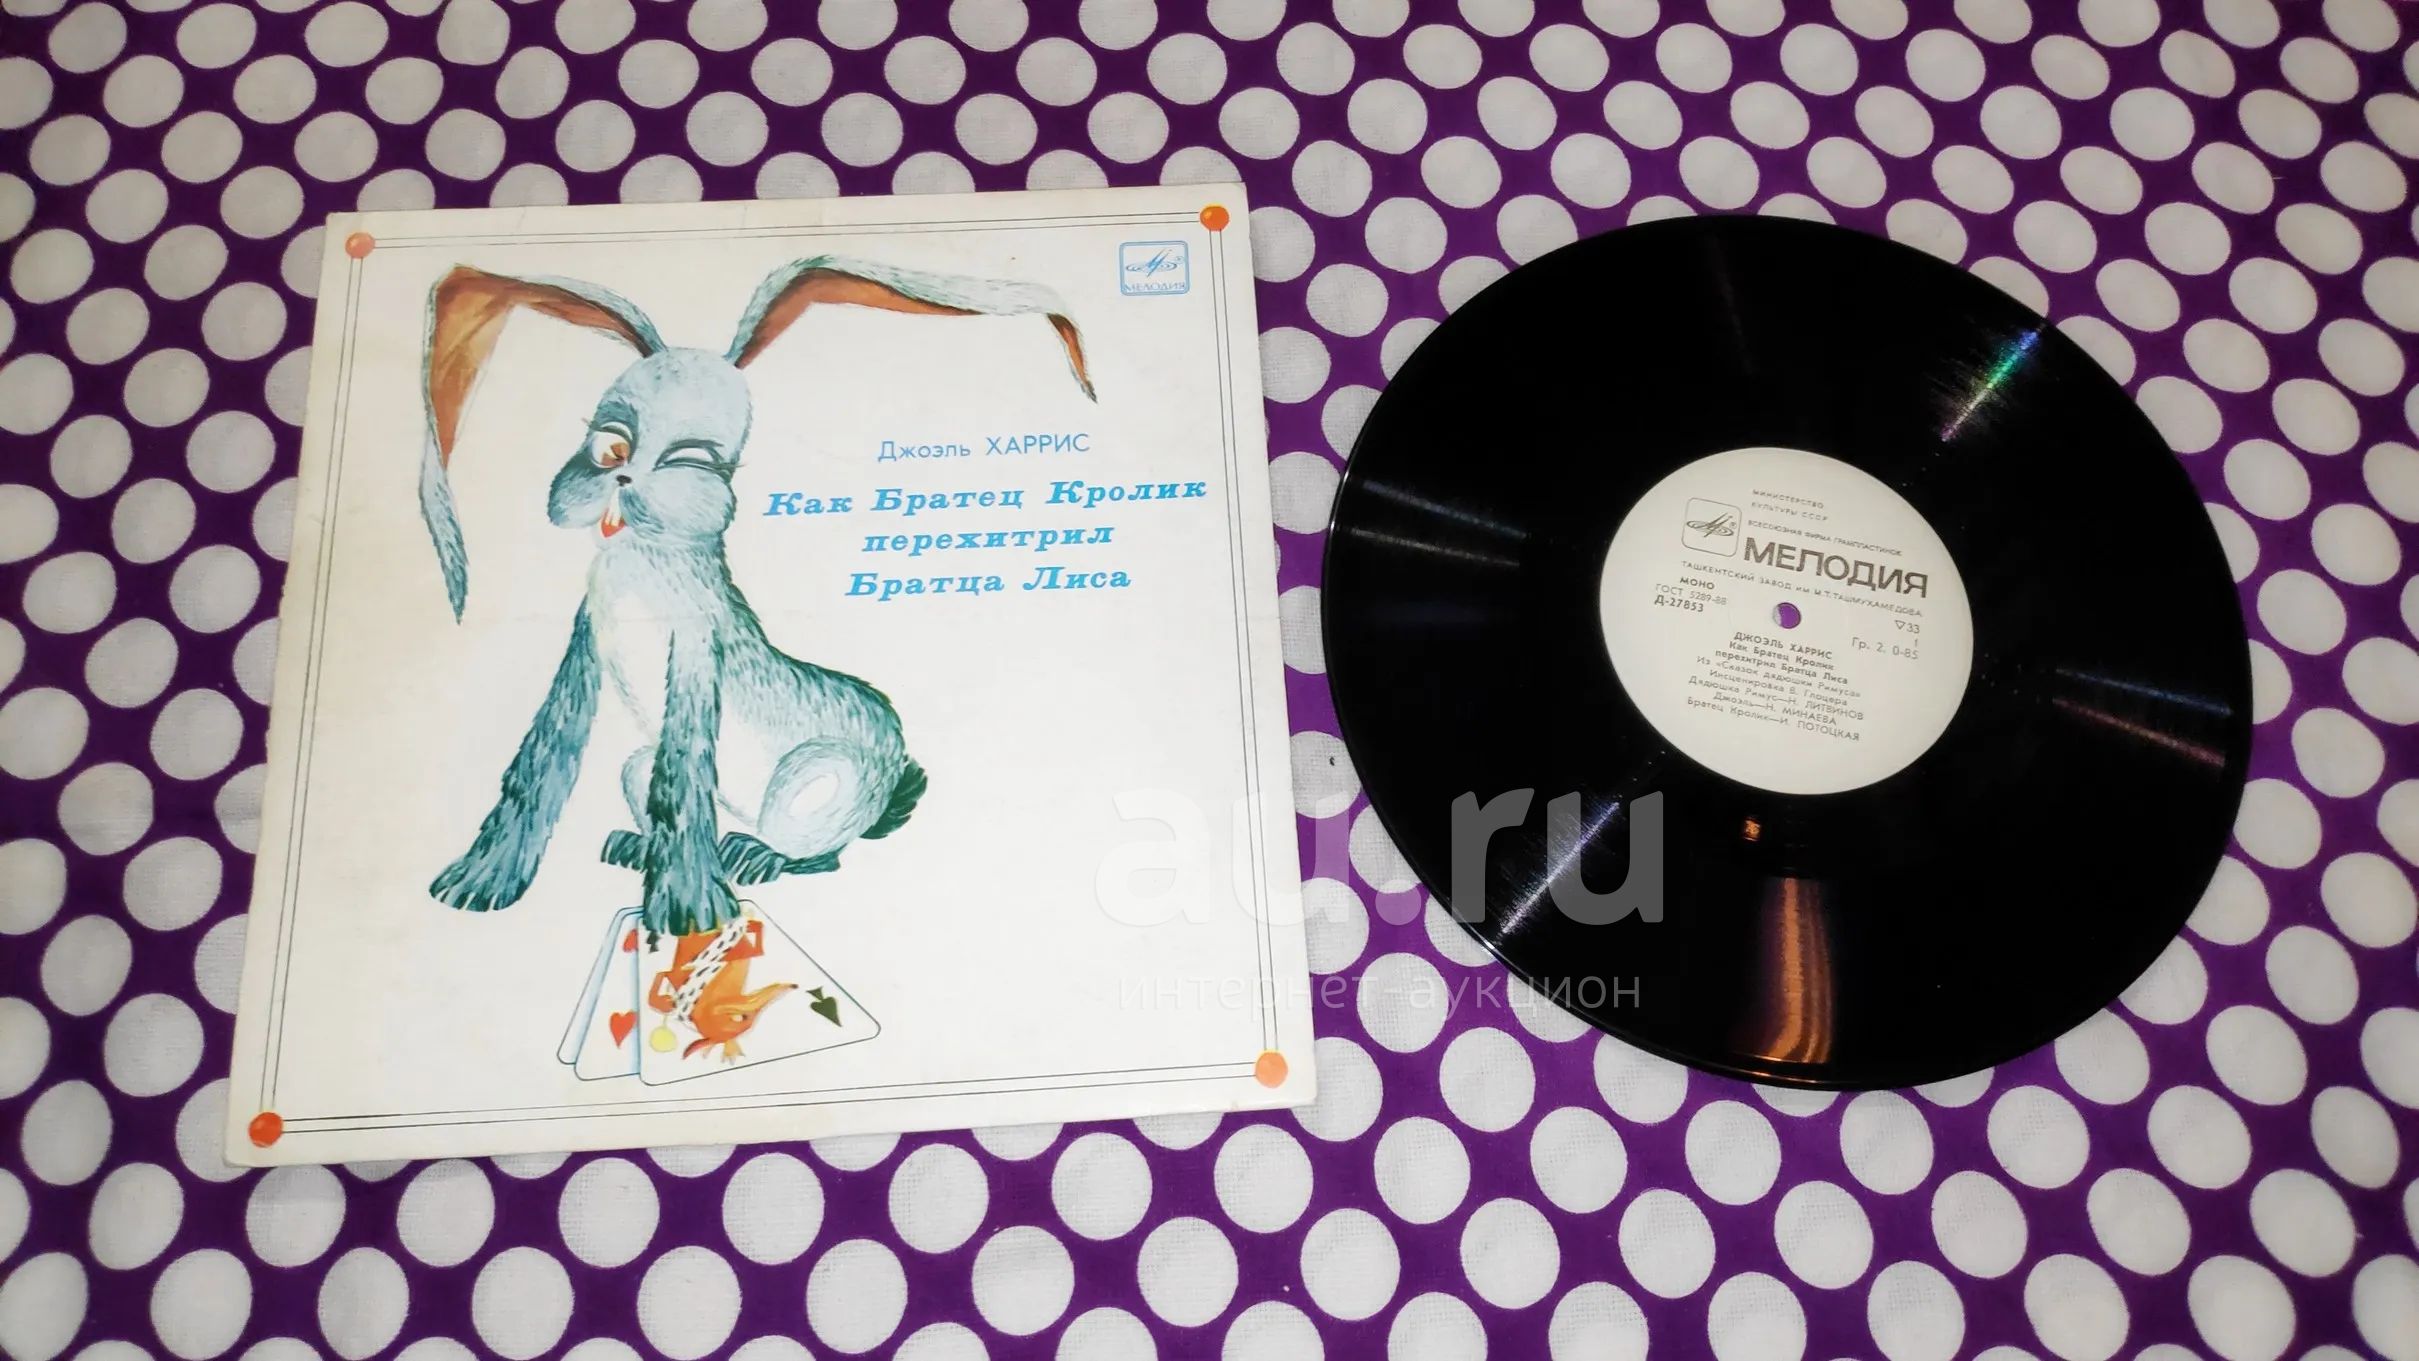 МЕЛОДИЯ
Джоэль ХАРРИС
Как Братец Кролик
перехитрил
Братца Лиса
МИНИСТЕРСТВО
КУЛЬТУРЫ СССР
ВСЕСОЮЗНАЯ ФИРМА ГРАМПЛАСТИНОК
МЕЛОДИЯ
ТАШКЕНТСКИЙ ЗАВОД им М.Т.ТАШМУХАМЕДОВА
МОНО
ГОСТ 5289-88
Д-27853
▽33
1
Гр. 2. 0-85
ДЖОЭЛЬ ХАРРИС
Как Братец Кролик
перехитрил Братца Лиса
Из «Сказок дядюшки Римуса»
Инсценировка В. Глоцера
Дядюшка Римус—Н. ЛИТВИНОВ
Джоэль—Н. МИНАЕВА
Братец Кролик—И. ПОТОЦКАЯ
au.ru
интернет-аукцион